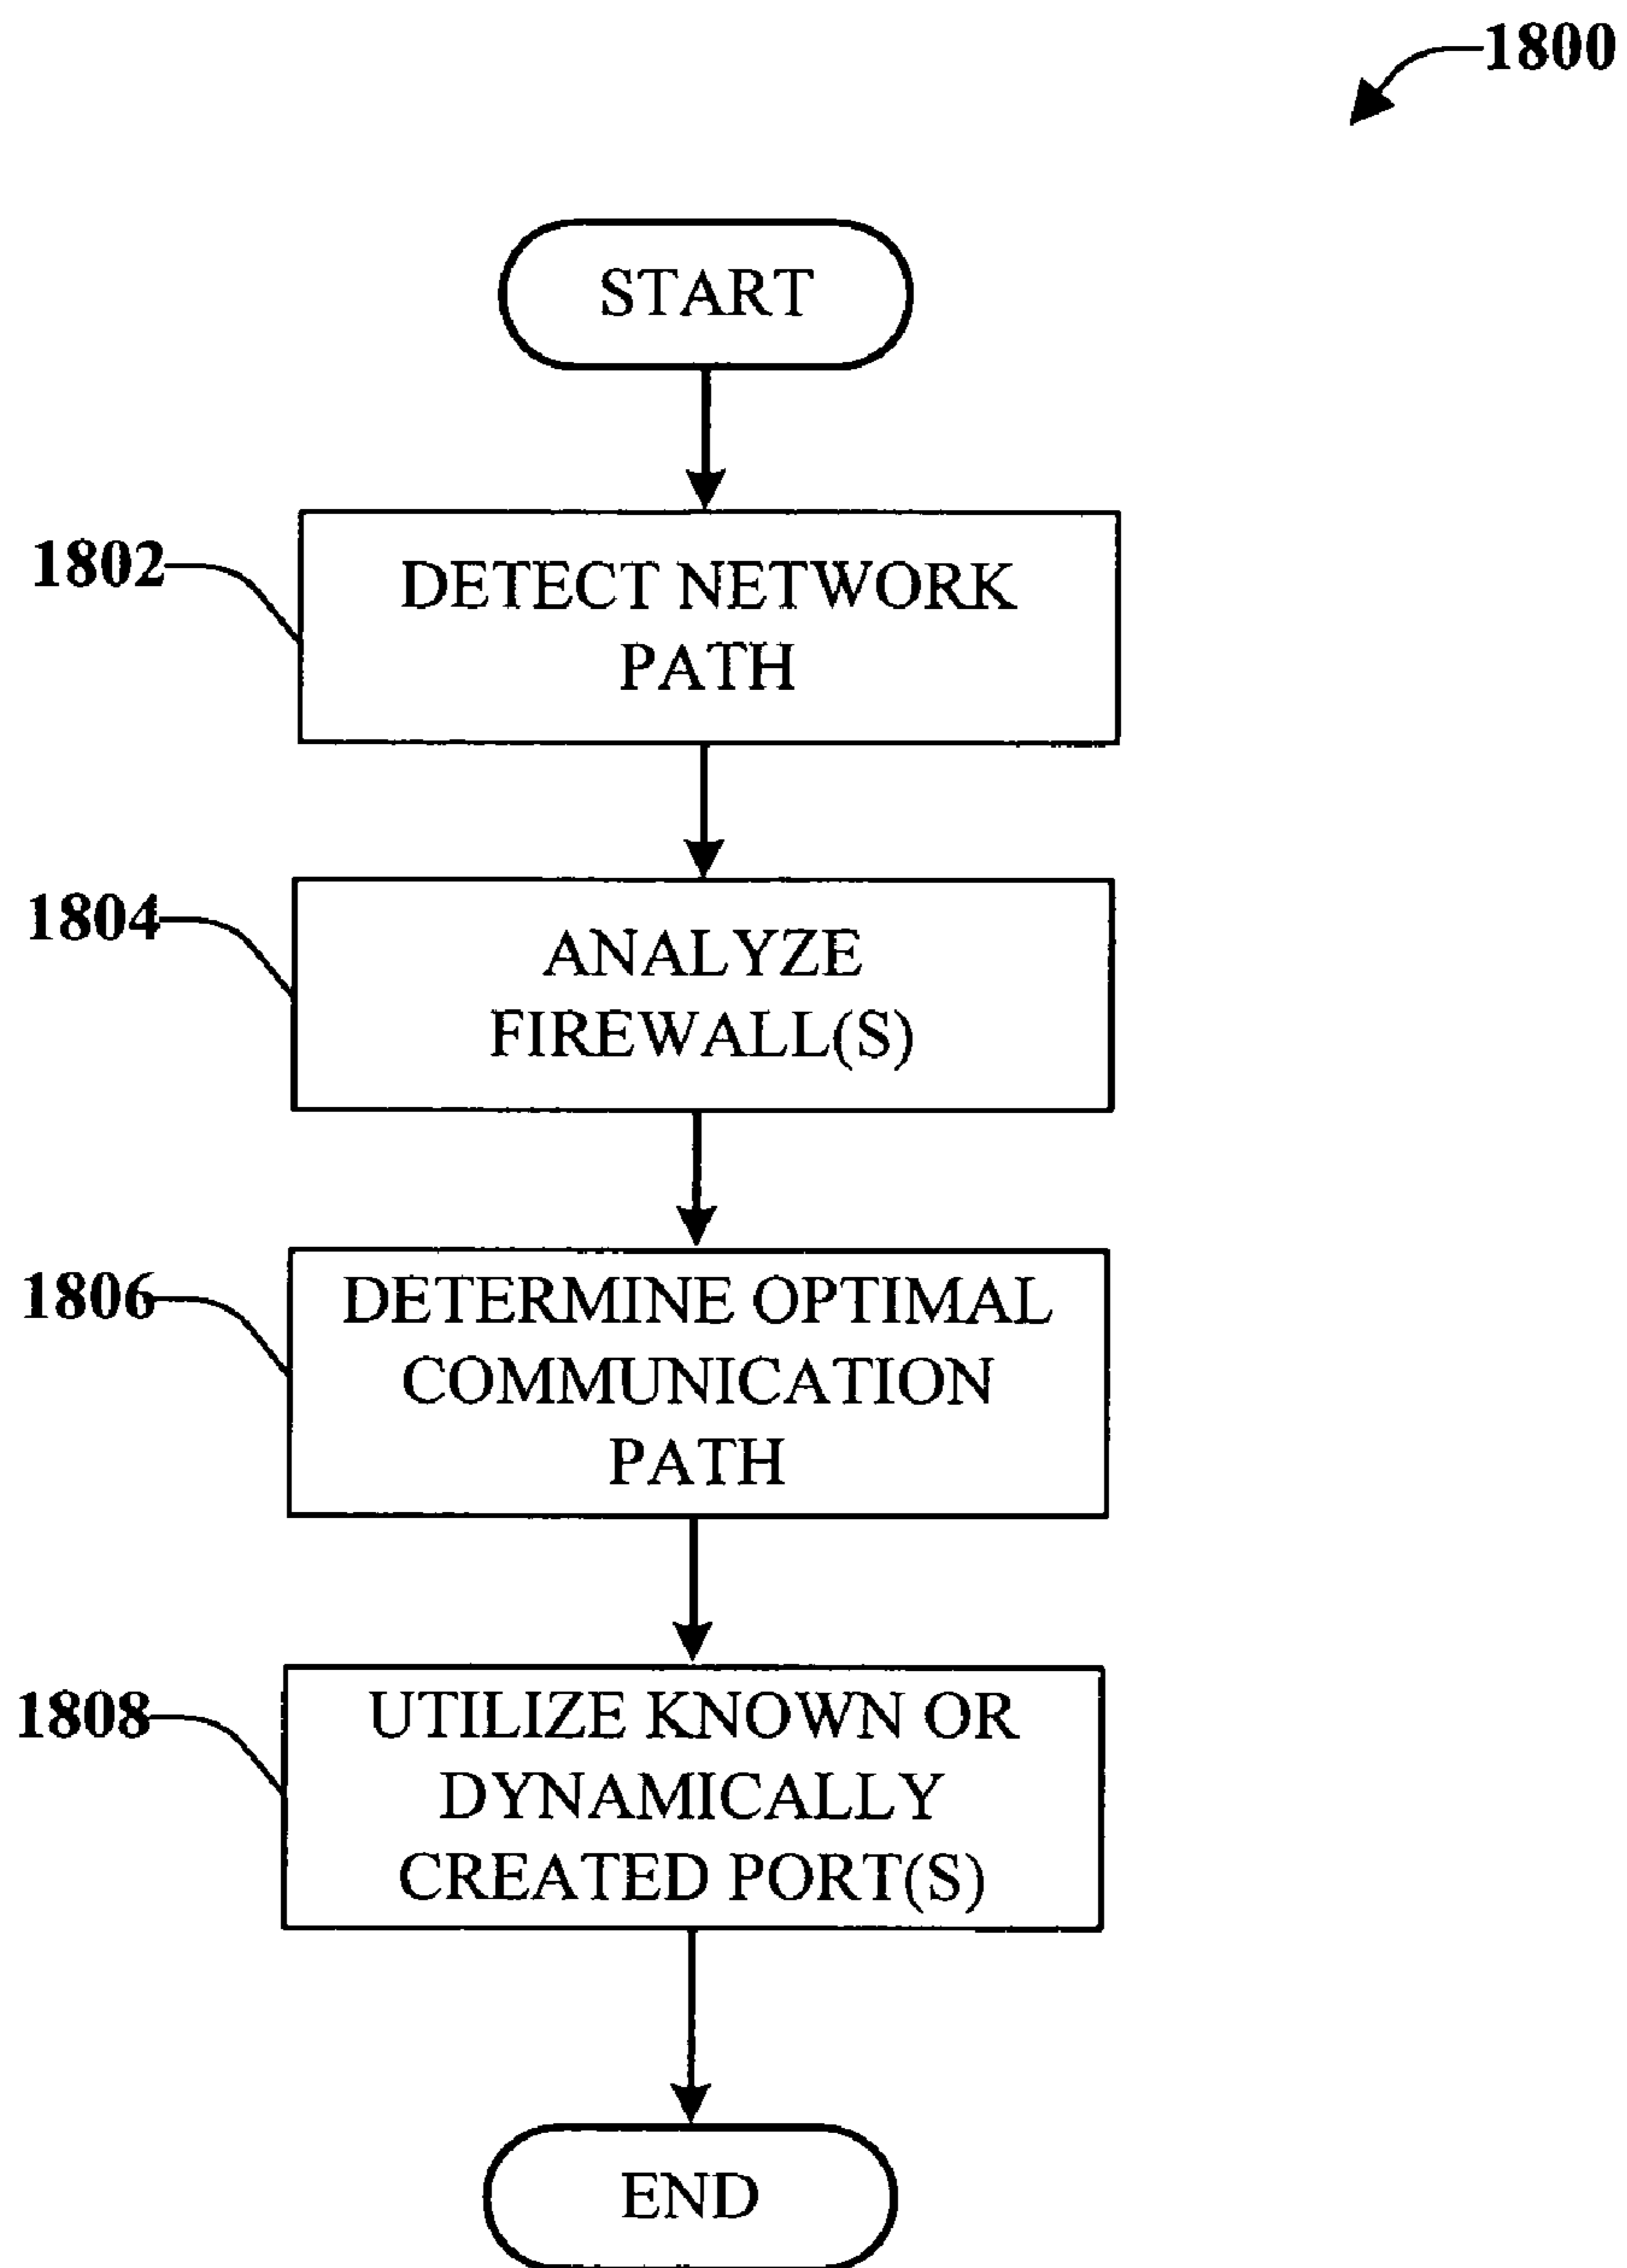 1800
START
1802
DETECT NETWORK
PATH
1804
ANALYZE
FIREWALL(S)
1806
DETERMINE OPTIMAL
COMMUNICATION
PATH
1808
UTILIZE KNOWN OR
DYNAMICALLY
CREATED PORT(S)
END